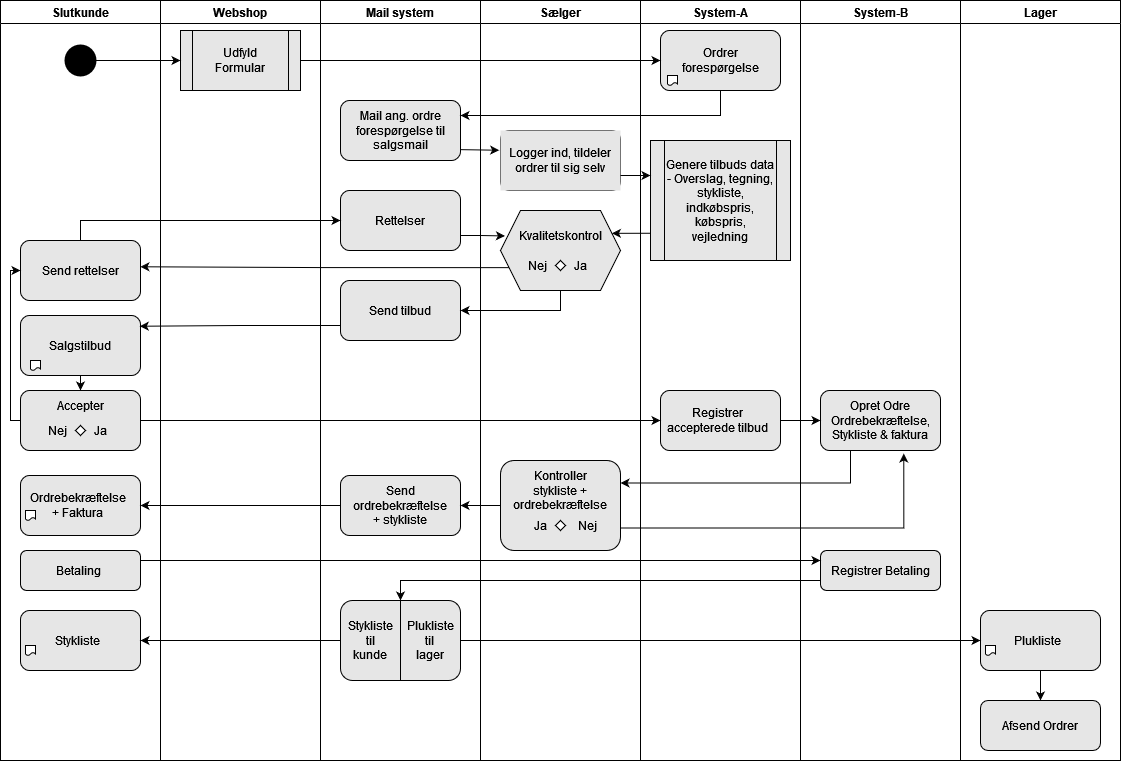 Slutkunde
Webshop
Mail system
Sælger
System-A
System-B
Lager
Udfyld
Formular
Ordrer
forespørgelse
Mail ang. ordre
forespørgelse til
salgsmail
Logger ind, tildeler
ordrer til sig selv
Genere tilbuds data
- Overslag, tegning,
stykliste,
indkøbspris,
købspris,
vejledning
Rettelser
Kvalitetskontrol
Nej Ja
Send rettelser
Send tilbud
Salgstilbud
Accepter
Nej Ja
Registrer
accepterede tilbud
Opret Odre
Ordrebekræftelse,
Stykliste & faktura
Kontroller
stykliste +
ordrebekræftelse
Ja Nej
Send
ordrebekræftelse
+ stykliste
Ordrebekræftelse
+ Faktura
Betaling
Registrer Betaling
Stykliste
til
kunde
Plukliste
til
lager
Stykliste
Plukliste
Afsend Ordrer